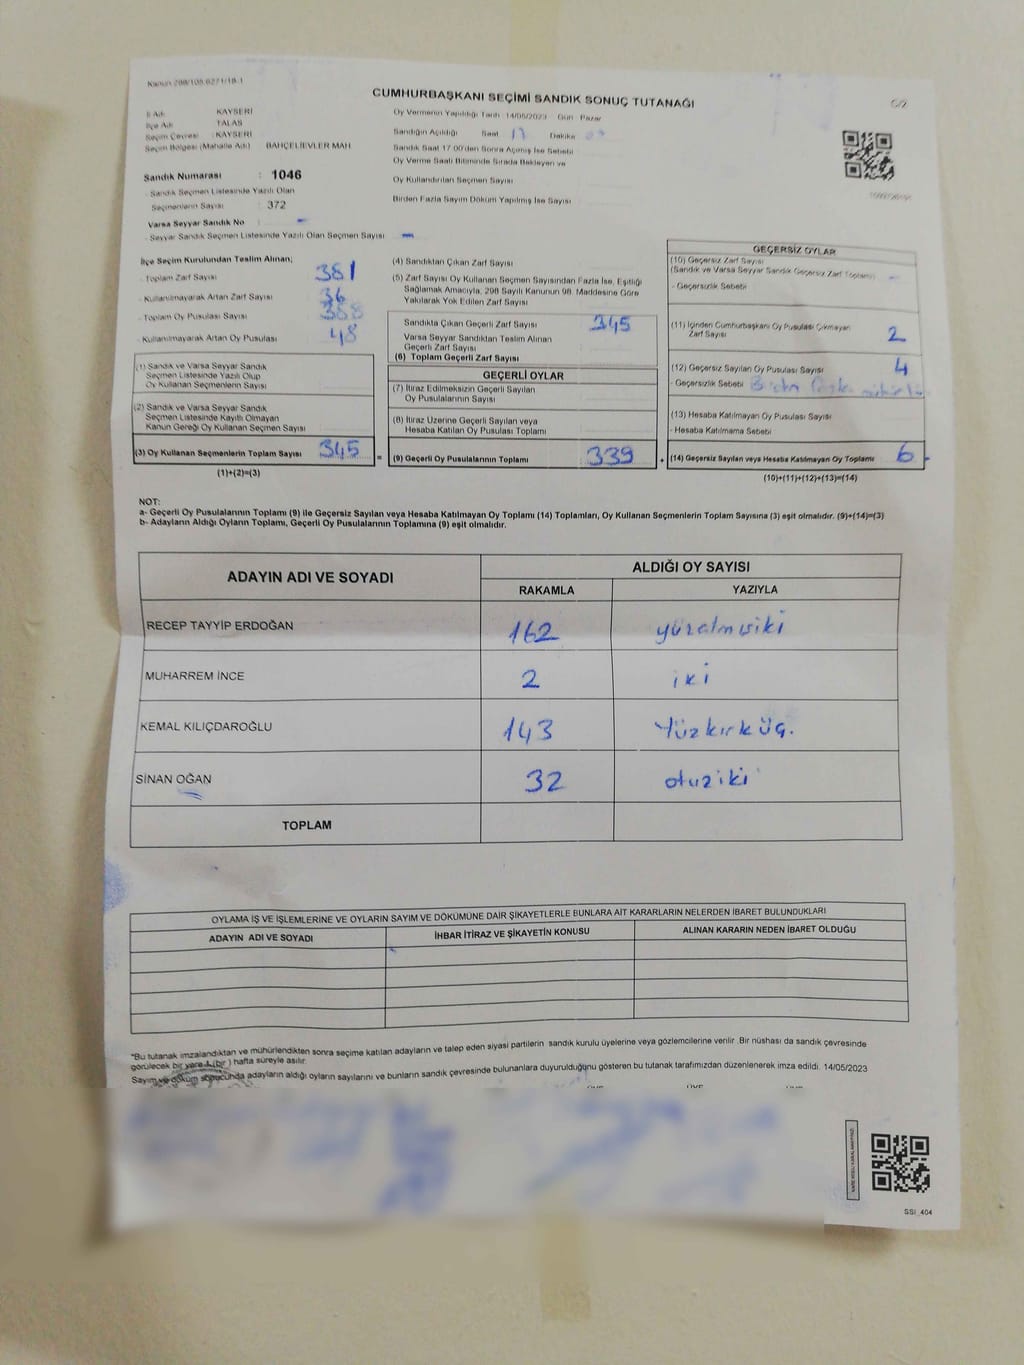 CUMHURBAŞKANI SEÇİMİ SANDIK SONUÇ TUTANAĞI
İl Adı : KAYSERİ
İlçe Adı : TALAS
Seçim Çevresi : KAYSERİ
Seçim Bölgesi (Mahalle Adı) BAHÇELİEVLER MAH
Sandık Numarası : 1046
- Sandık Seçmen Listesinde Yazılı Olan
Seçmenlerin Sayısı : 372
Varsa Seyyar Sandık No : -
- Seyyar Sandık Seçmen Listesinde Yazılı Olan Seçmen Sayısı : -
Oy Vermenin Yapıldığı Tarih 14/05/2023 Gün Pazar
Sandığın Açıldığı Saat 17 Dakika
Sandık Saat 17.00'den Sonra Açılmış İse Sebebi
Oy Verme Saati Bitiminde Sırada Bekleyen ve
Oy Kullandırılan Seçmen Sayısı
Birden Fazla Sayım Döküm Yapılmış İse Sayısı
İlçe Seçim Kurulundan Teslim Alınan;
- Toplam Zarf Sayısı 381
- Kullanılmayarak Artan Zarf Sayısı 36
- Toplam Oy Pusulası Sayısı
- Kullanılmayarak Artan Oy Pusulası 48
(1) Sandık ve Varsa Seyyar Sandık
Seçmen Listesinde Yazılı Olup
Oy Kullanan Seçmenlerin Sayısı
(2) Sandık ve Varsa Seyyar Sandık
Seçmen Listesinde Kayıtlı Olmayan
Kanun Gereği Oy Kullanan Seçmen Sayısı
(3) Oy Kullanan Seçmenlerin Toplam Sayısı 345 =
(1)+(2)=(3)
(4) Sandıktan Çıkan Zarf Sayısı
(5) Zarf Sayısı Oy Kullanan Seçmen Sayısından Fazla İse, Eşitliği
Sağlamak Amacıyla, 298 Sayılı Kanunun 98. Maddesine Göre
Yakılarak Yok Edilen Zarf Sayısı
Sandıkta Çıkan Geçerli Zarf Sayısı 345
Varsa Seyyar Sandıktan Teslim Alınan
Geçerli Zarf Sayısı
(6) Toplam Geçerli Zarf Sayısı
GEÇERLİ OYLAR
(7) İtiraz Edilmeksizin Geçerli Sayılan
Oy Pusulalarının Sayısı
(8) İtiraz Üzerine Geçerli Sayılan veya
Hesaba Katılan Oy Pusulası Toplamı
(9) Geçerli Oy Pusulalarının Toplamı 339 +
GEÇERSİZ OYLAR
(10) Geçersiz Zarf Sayısı
(Sandık ve Varsa Seyyar Sandık Geçersiz Zarf Toplamı) -
- Geçersizlik Sebebi
(11) İçinden Cumhurbaşkanı Oy Pusulası Çıkmayan
Zarf Sayısı 2
(12) Geçersiz Sayılan Oy Pusulası Sayısı 4
- Geçersizlik Sebebi
(13) Hesaba Katılmayan Oy Pusulası Sayısı
- Hesaba Katılmama Sebebi
(14) Geçersiz Sayılan veya Hesaba Katılmayan Oy Toplamı 6
(10)+(11)+(12)+(13)=(14)
NOT:
a- Geçerli Oy Pusulalarının Toplamı (9) ile Geçersiz Sayılan veya Hesaba Katılmayan Oy Toplamı (14) Toplamları, Oy Kullanan Seçmenlerin Toplam Sayısına (3) eşit olmalıdır. (9)+(14)=(3)
b- Adayların Aldığı Oyların Toplamı, Geçerli Oy Pusulalarının Toplamına (9) eşit olmalıdır.
ADAYIN ADI VE SOYADI ALDIĞI OY SAYISI
RAKAMLA YAZIYLA
RECEP TAYYİP ERDOĞAN 162 yüzatmışiki
MUHARREM İNCE 2 iki
KEMAL KILIÇDAROĞLU 143 Yüzkırküç.
SİNAN OĞAN 32 otuziki
TOPLAM
OYLAMA İŞ VE İŞLEMLERİNE VE OYLARIN SAYIM VE DÖKÜMÜNE DAİR ŞİKAYETLERLE BUNLARA AİT KARARLARIN NELERDEN İBARET BULUNDUKLARI
ADAYIN ADI VE SOYADI İHBAR İTİRAZ VE ŞİKAYETİN KONUSU ALINAN KARARIN NEDEN İBARET OLDUĞU
*Bu tutanak imzalandıktan ve mühürlendikten sonra seçime katılan adayların ve talep eden siyasi partilerin sandık kurulu üyelerine veya gözlemcilerine verilir .Bir nüshası da sandık çevresinde
görülecek bir yere 1 (bir ) hafta süreyle asılır.
Sayım ve döküm sonucunda adayların aldığı oyların sayılarını ve bunların sandık çevresinde bulunanlara duyurulduğunu gösteren bu tutanak tarafımızdan düzenlenerek imza edildi. 14/05/2023
SSİ_404